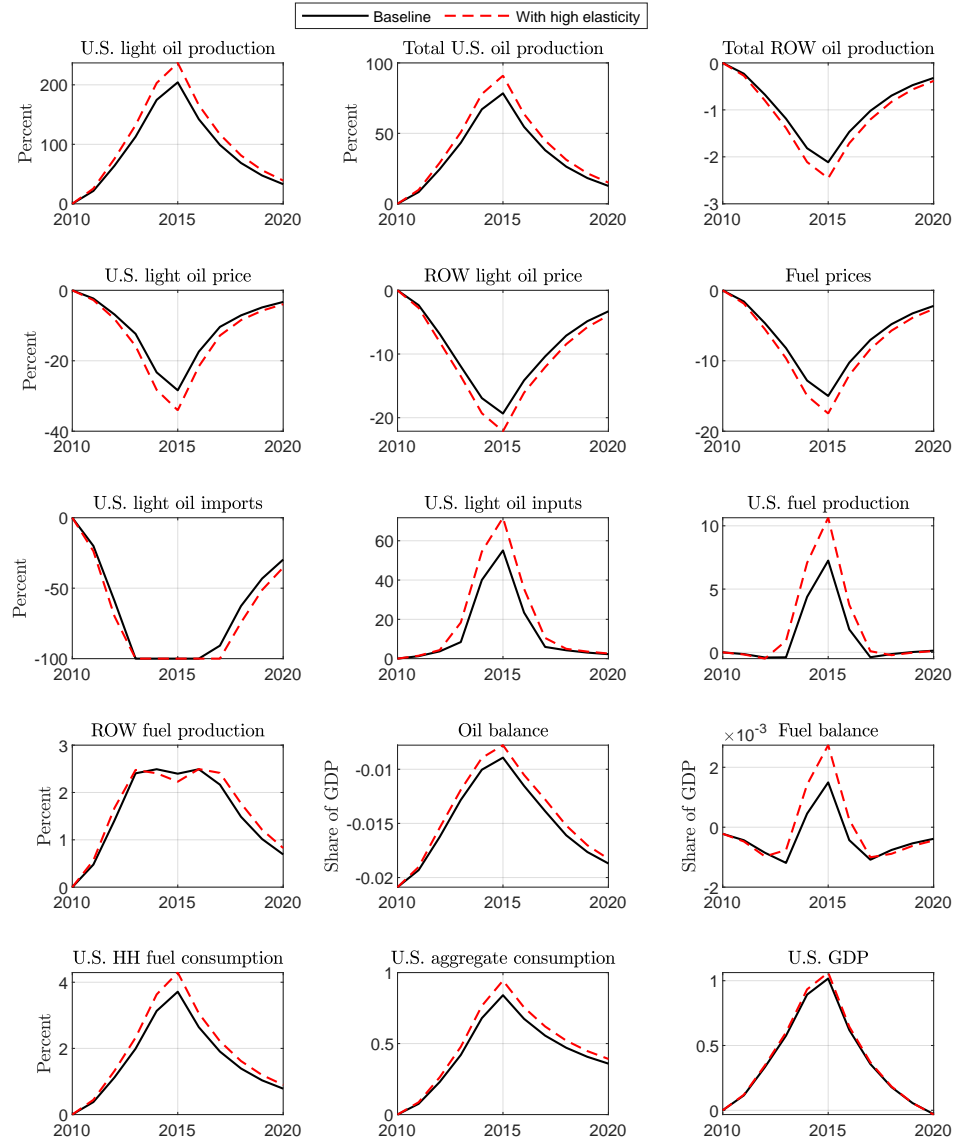 Baseline With high elasticity
U.S. light oil production Total U.S. oil production Total ROW oil production
Percent Percent
200 100 0
100 50 -1
0 0 -2
-3
2010 2015 2020 2010 2015 2020 2010 2015 2020
U.S. light oil price ROW light oil price Fuel prices
Percent
0 0 0
-20 -10 -10
-40 -20 -20
2010 2015 2020 2010 2015 2020 2010 2015 2020
U.S. light oil imports U.S. light oil inputs U.S. fuel production
Percent
0 60 10
-50 40 5
-100 20 0
0
2010 2015 2020 2010 2015 2020 2010 2015 2020
ROW fuel production Oil balance ×10⁻³ Fuel balance
Percent Share of GDP Share of GDP
3 -0.01 2
2 -0.015 0
1 -0.02 -2
0
2010 2015 2020 2010 2015 2020 2010 2015 2020
U.S. HH fuel consumption U.S. aggregate consumption U.S. GDP
Percent
4 1 1
2 0.5 0.5
0 0 0
2010 2015 2020 2010 2015 2020 2010 2015 2020